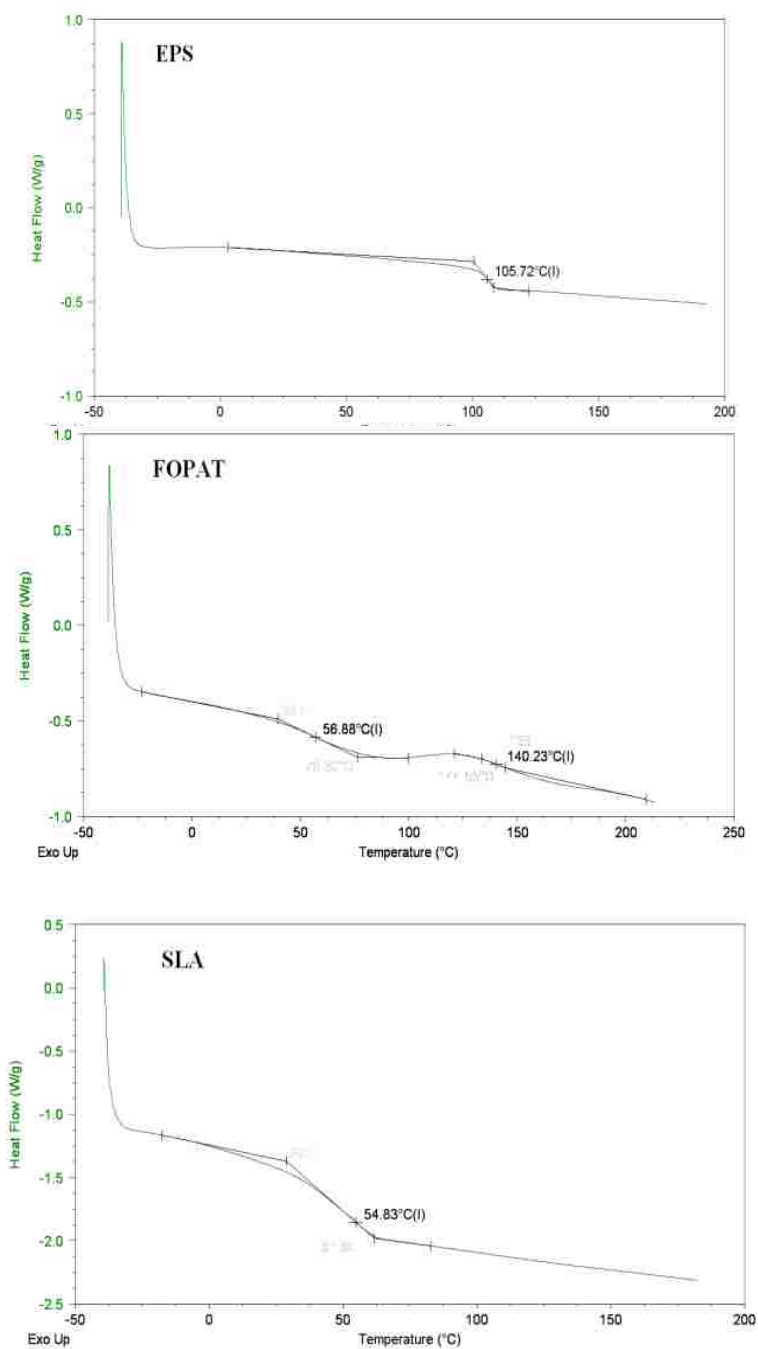 EPS
1.0
0.5
0.0
-0.5
-1.0
Heat Flow (W/g)
105.72°C(I)
-50 0 50 100 150 200
FOPAT
1.0
0.5
0.0
-0.5
-1.0
Heat Flow (W/g)
56.88°C(I)
140.23°C(I)
-50 0 50 100 150 200 250
Exo Up Temperature (°C)
SLA
0.5
0.0
-0.5
-1.0
-1.5
-2.0
-2.5
Heat Flow (W/g)
54.83°C(I)
-50 0 50 100 150 200
Exo Up Temperature (°C)